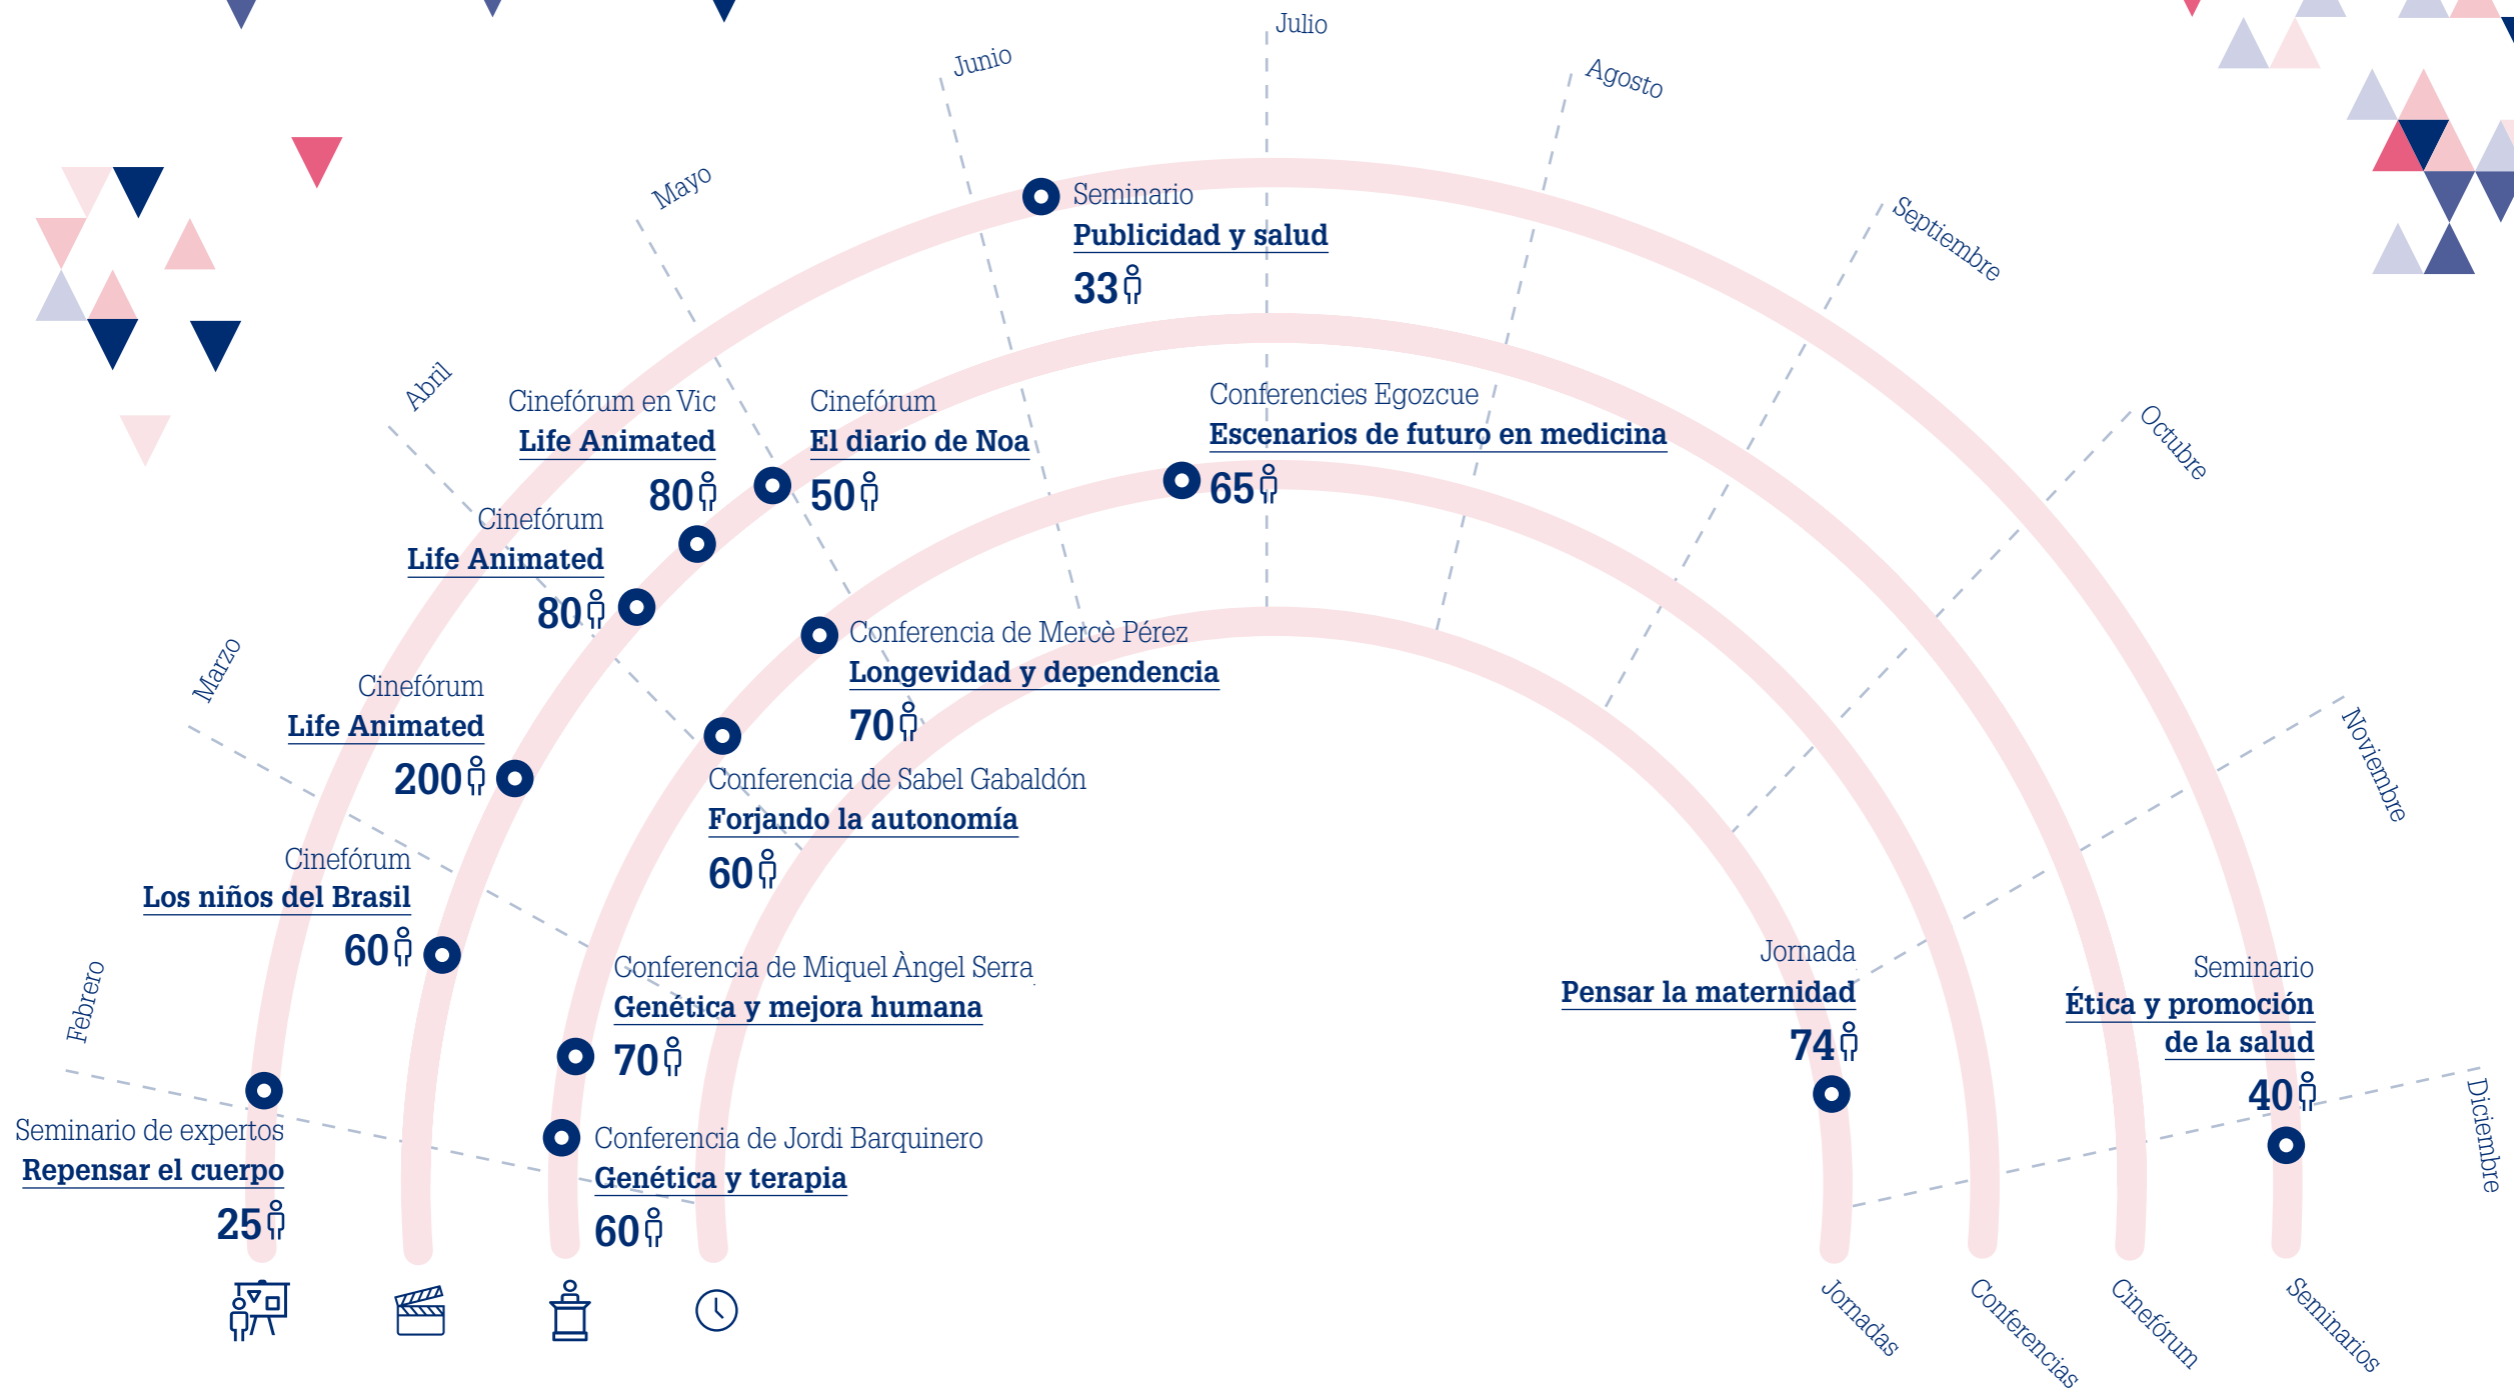 Febrero
Marzo
Abril
Mayo
Junio
Julio
Agosto
Septiembre
Octubre
Noviembre
Diciembre
Seminario
Publicidad y salud
33
Cinefórum en Vic
Life Animated
80
Cinefórum
El diario de Noa
50
Conferencies Egozcue
Escenarios de futuro en medicina
65
Cinefórum
Life Animated
80
Conferencia de Mercè Pérez
Longevidad y dependencia
70
Cinefórum
Life Animated
200
Conferencia de Sabel Gabaldón
Forjando la autonomía
60
Cinefórum
Los niños del Brasil
60
Conferencia de Miquel Àngel Serra
Genética y mejora humana
70
Jornada
Pensar la maternidad
74
Seminario
Ética y promoción
de la salud
40
Seminario de expertos
Repensar el cuerpo
25
Conferencia de Jordi Barquinero
Genética y terapia
60
Jornadas
Conferencias
Cinefórum
Seminarios